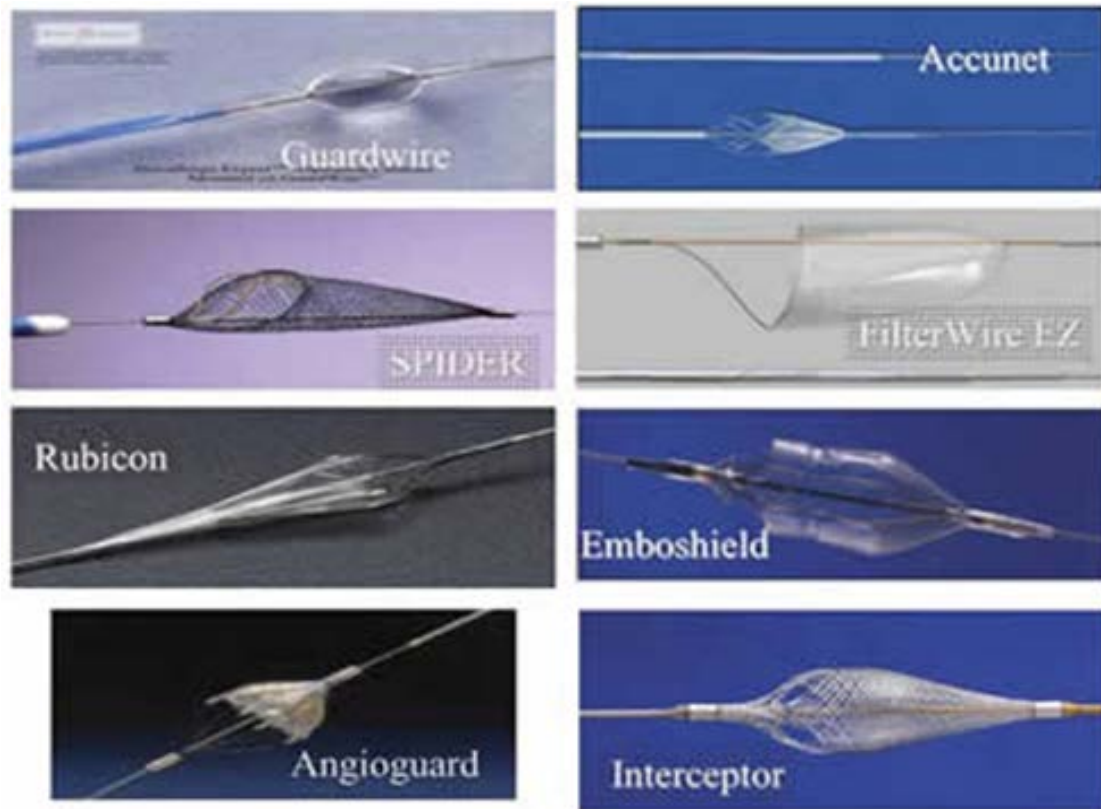 Guardwire
Accunet
SPIDER
FilterWire EZ
Rubicon
Emboshield
Angioguard
Interceptor